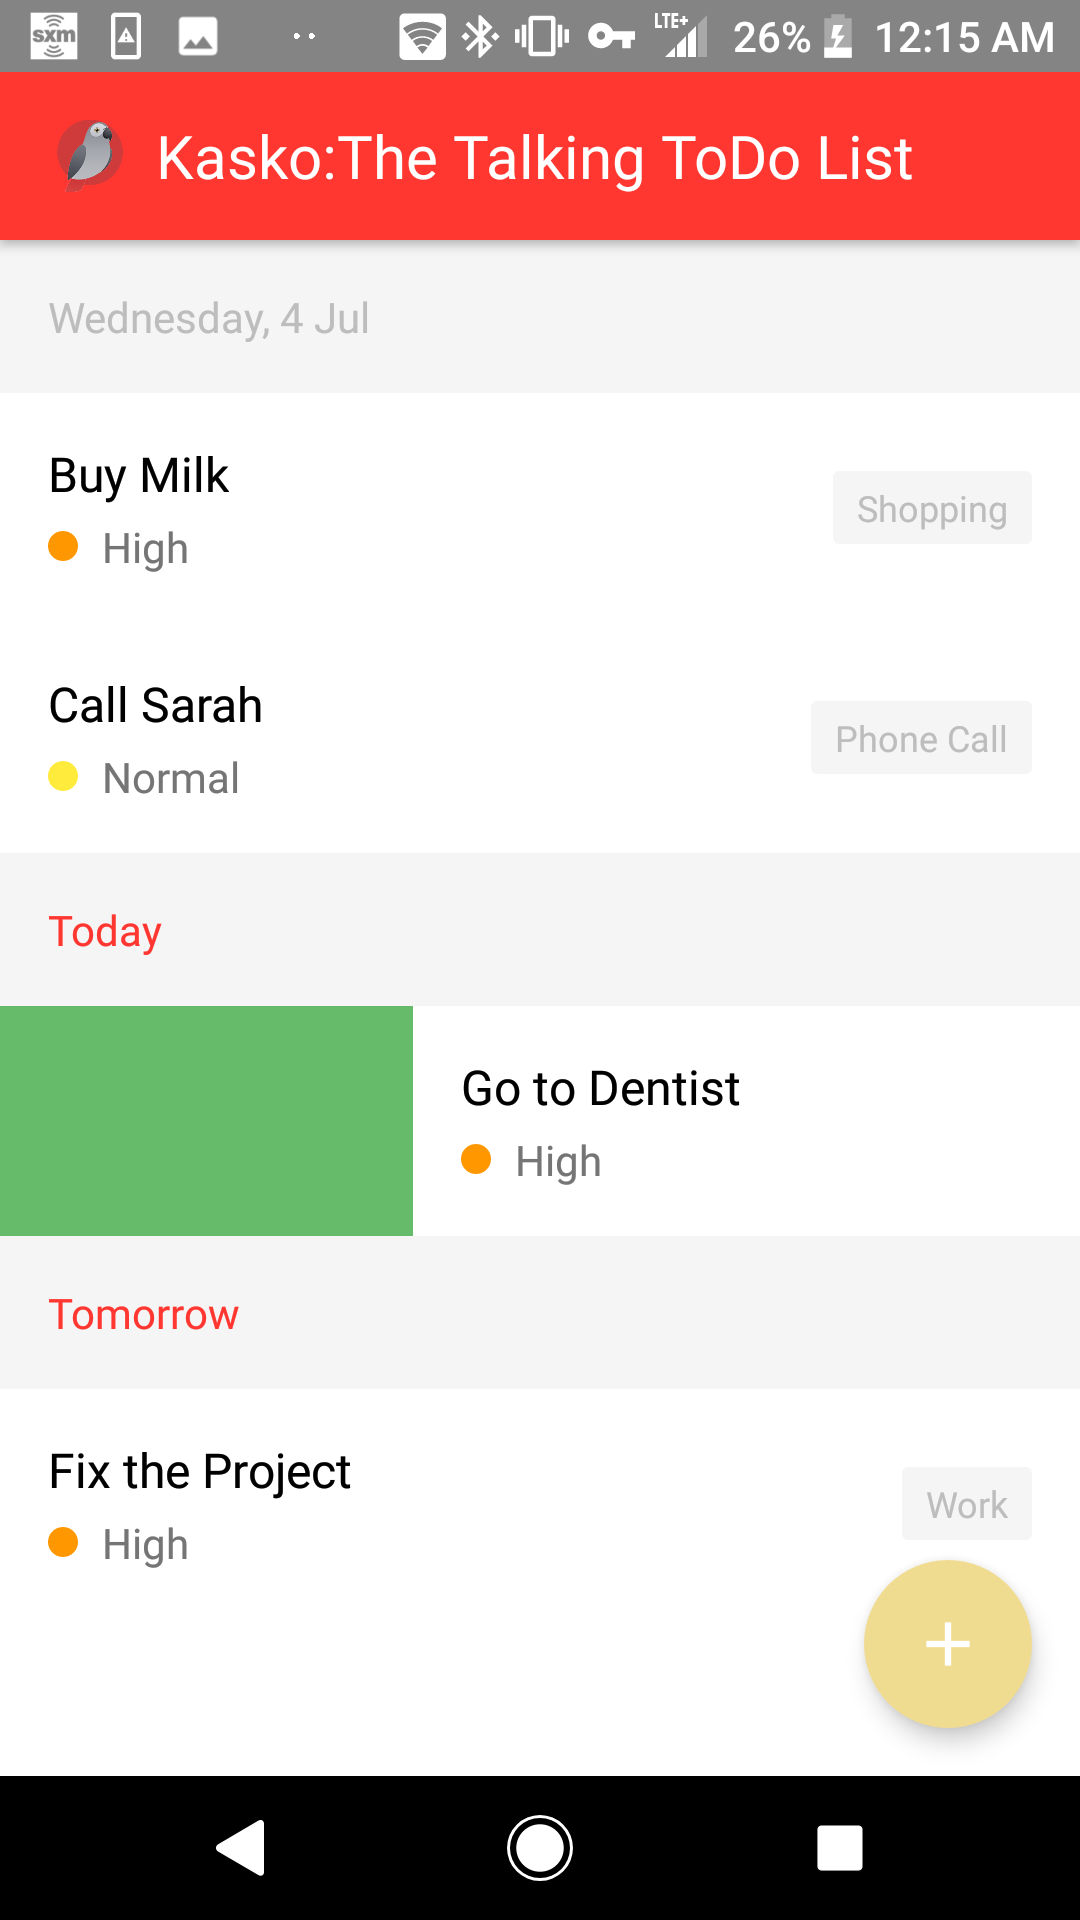 sxm LTE+ 26% 12:15 AM
Kasko:The Talking ToDo List
Wednesday, 4 Jul
Buy Milk
Shopping
High
Call Sarah
Phone Call
Normal
Today
Go to Dentist
High
Tomorrow
Fix the Project
Work
High